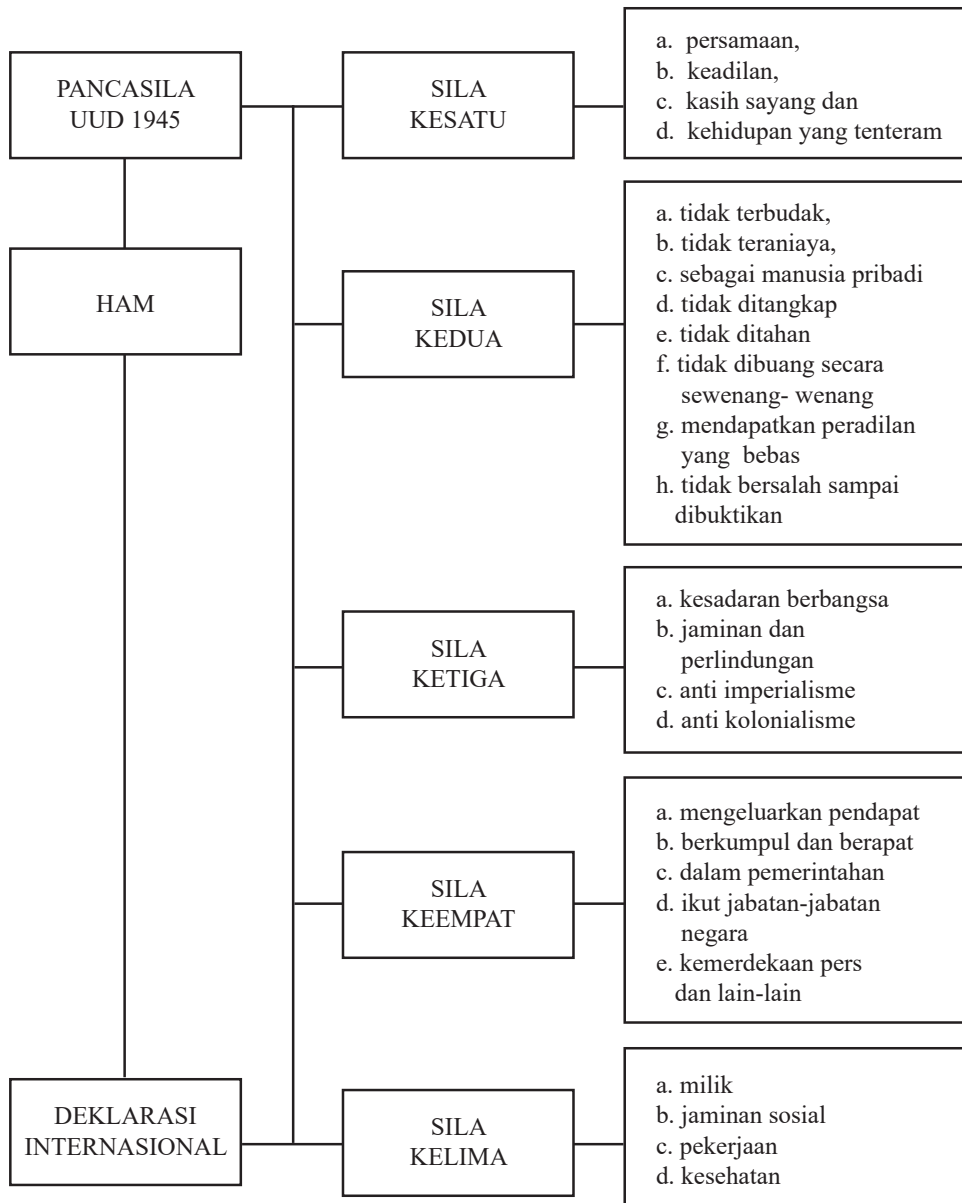 PANCASILA
UUD 1945
HAM
DEKLARASI
INTERNASIONAL
SILA
KESATU
a. persamaan,
b. keadilan,
c. kasih sayang dan
d. kehidupan yang tenteram
SILA
KEDUA
a. tidak terbudak,
b. tidak teraniaya,
c. sebagai manusia pribadi
d. tidak ditangkap
e. tidak ditahan
f. tidak dibuang secara
sewenang- wenang
g. mendapatkan peradilan
yang bebas
h. tidak bersalah sampai
dibuktikan
SILA
KETIGA
a. kesadaran berbangsa
b. jaminan dan
perlindungan
c. anti imperialisme
d. anti kolonialisme
SILA
KEEMPAT
a. mengeluarkan pendapat
b. berkumpul dan berapat
c. dalam pemerintahan
d. ikut jabatan-jabatan
negara
e. kemerdekaan pers
dan lain-lain
SILA
KELIMA
a. milik
b. jaminan sosial
c. pekerjaan
d. kesehatan